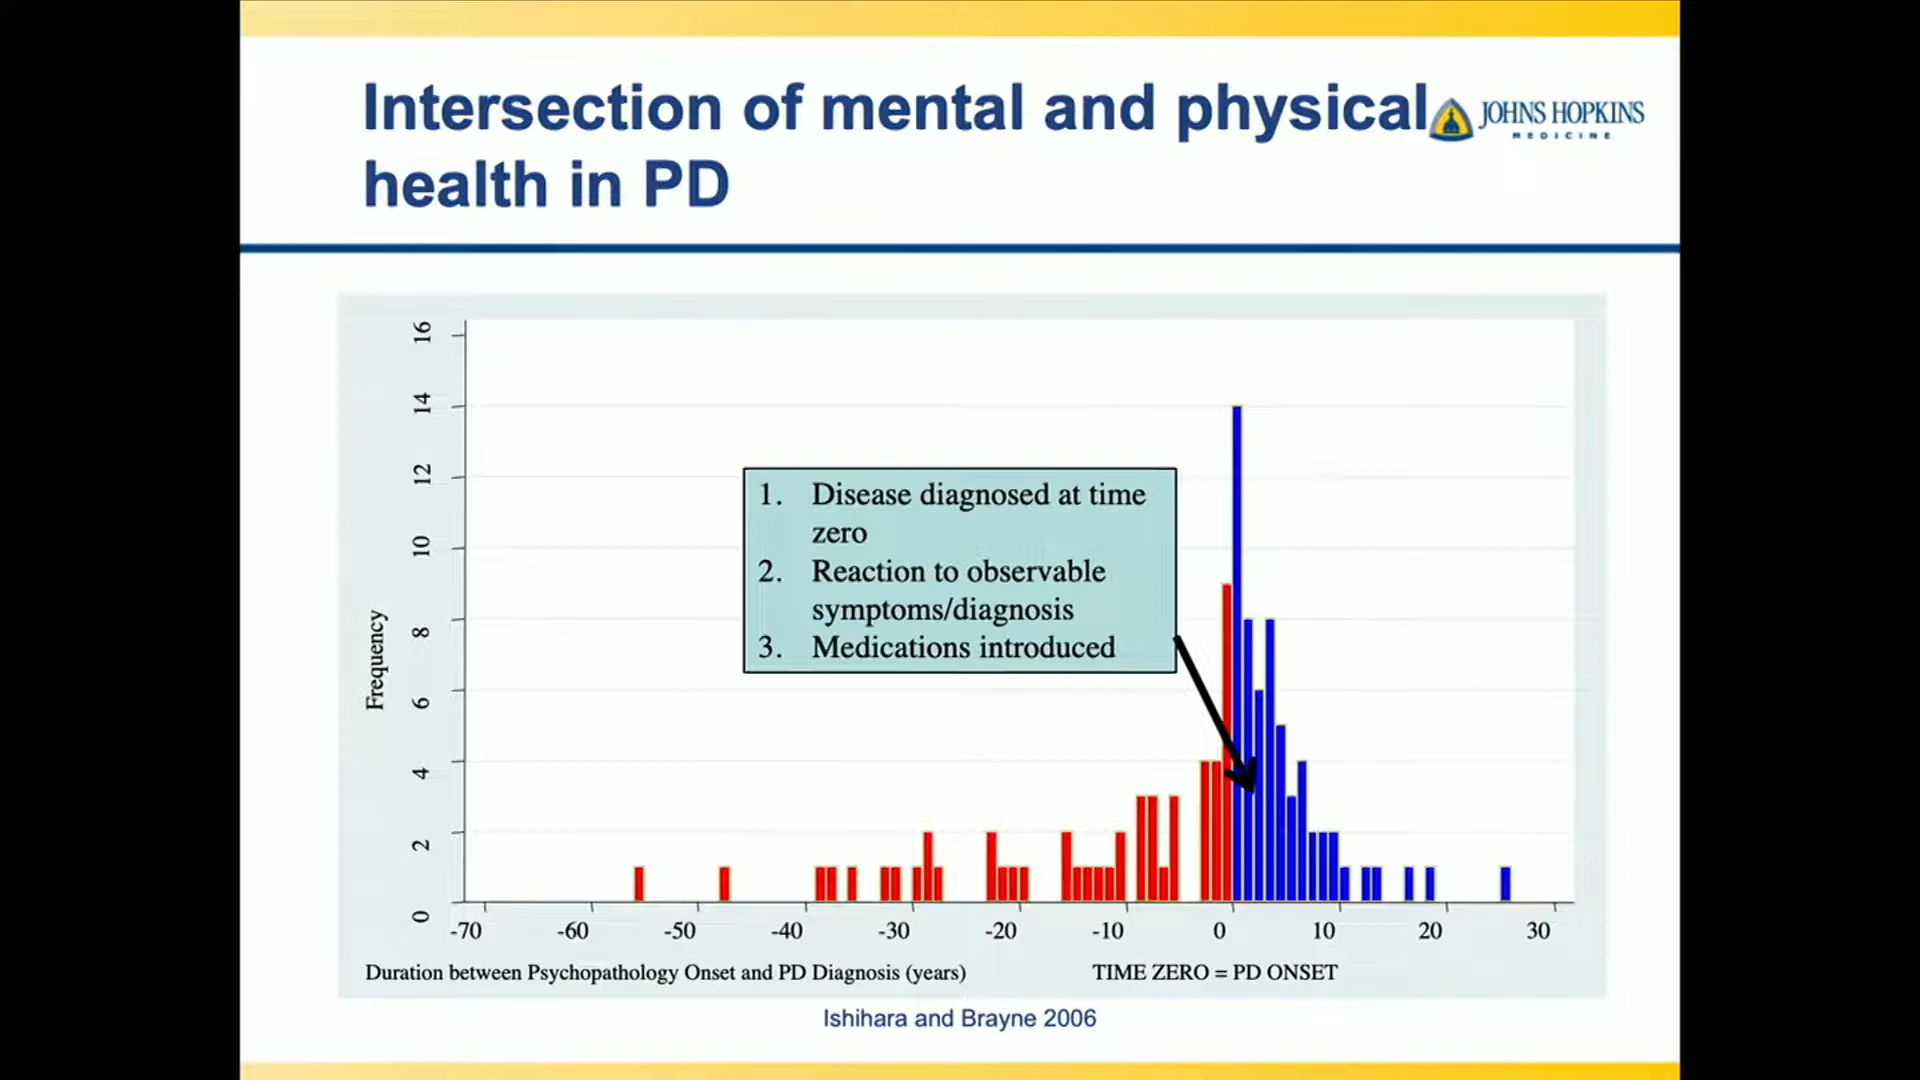 Intersection of mental and physical
health in PD
JOHNS HOPKINS
MEDICINE
16
14
12
10
8
6
4
2
0
Frequency
1. Disease diagnosed at time
zero
2. Reaction to observable
symptoms/diagnosis
3. Medications introduced
-70 -60 -50 -40 -30 -20 -10 0 10 20 30
Duration between Psychopathology Onset and PD Diagnosis (years)
TIME ZERO = PD ONSET
Ishihara and Brayne 2006